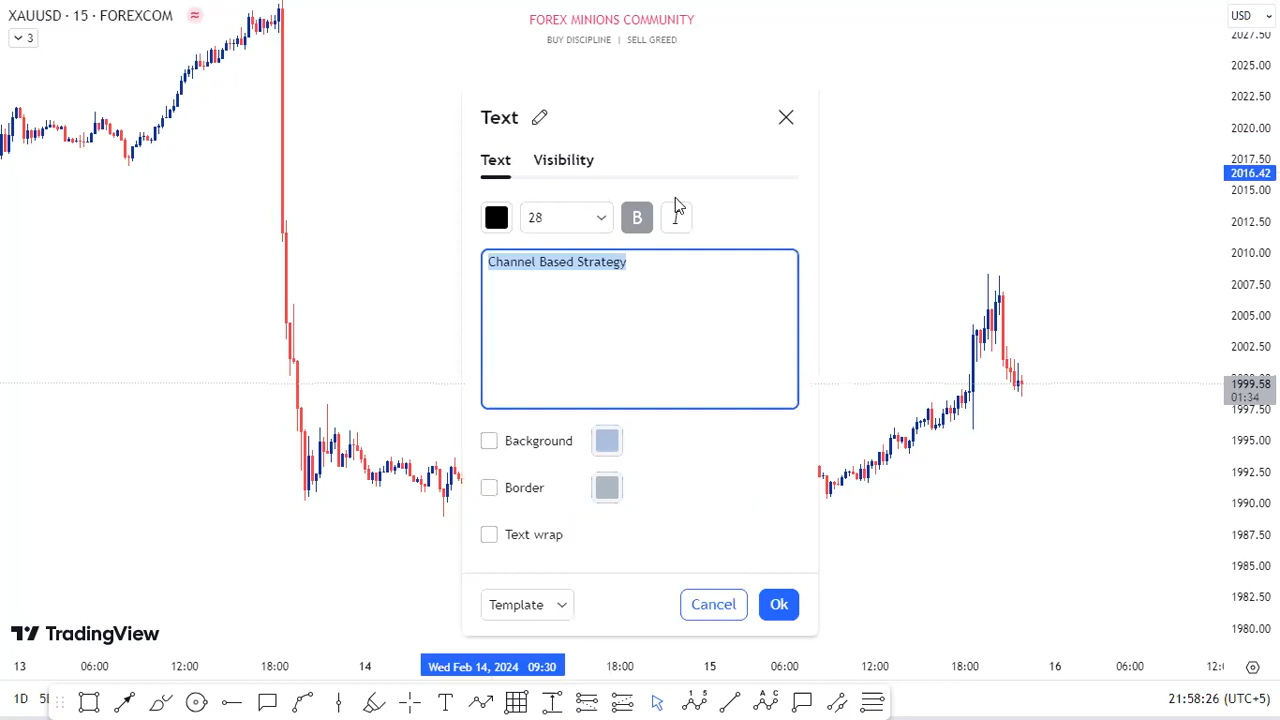 XAUUSD · 15 · FOREXCOM
3
FOREX MINIONS COMMUNITY
BUY DISCIPLINE | SELL GREED
USD
2027.50
2025.00
2022.50
2020.00
2017.50
2016.42
2015.00
2012.50
2010.00
2007.50
2005.00
2002.50
1999.58
01:34
1997.50
1995.00
1992.50
1990.00
1987.50
1985.00
1982.50
1980.00
Text
Text Visibility
28 B I
Channel Based Strategy
Background
Border
Text wrap
Template Cancel Ok
TradingView
13 06:00 12:00 18:00 14 Wed Feb 14, 2024 09:30 18:00 15 06:00 12:00 18:00 16 06:00
1D
21:58:26 (UTC+5)